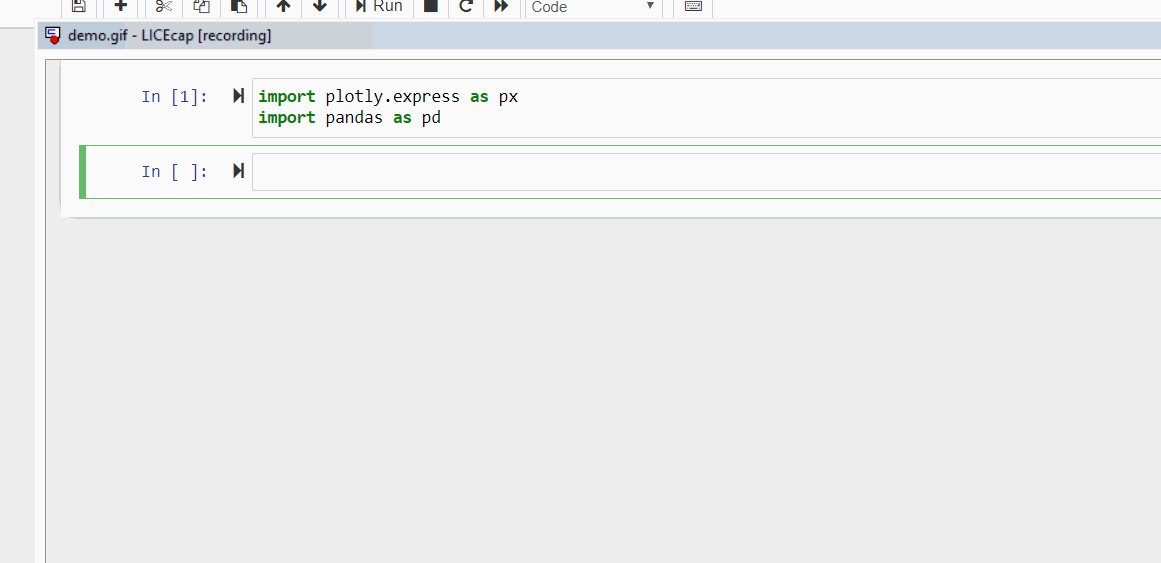 Run
Code
demo.gif - LICEcap [recording]
In [1]:
import plotly.express as px
import pandas as pd
In [ ]: